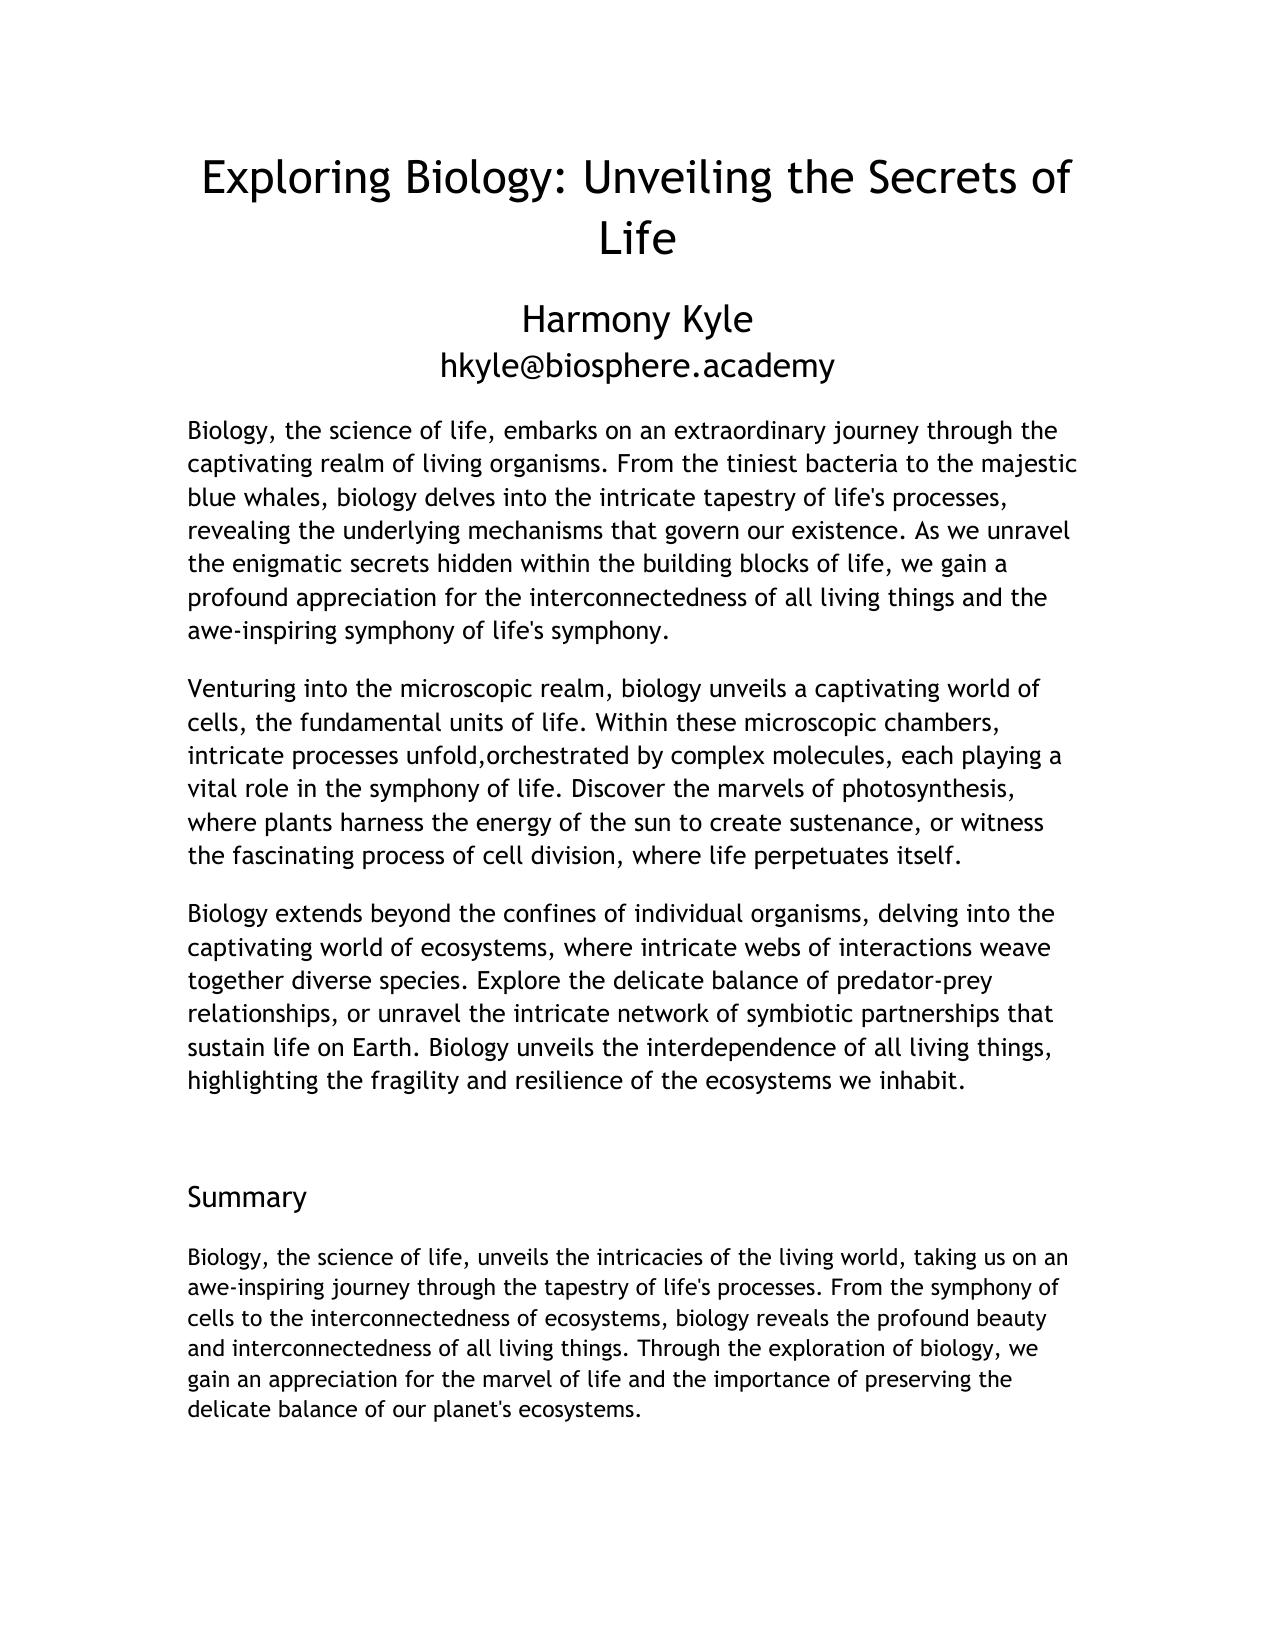 Exploring Biology: Unveiling the Secrets of
Life
Harmony Kyle
hkyle@biosphere.academy
Biology, the science of life, embarks on an extraordinary journey through the
captivating realm of living organisms. From the tiniest bacteria to the majestic
blue whales, biology delves into the intricate tapestry of life's processes,
revealing the underlying mechanisms that govern our existence. As we unravel
the enigmatic secrets hidden within the building blocks of life, we gain a
profound appreciation for the interconnectedness of all living things and the
awe-inspiring symphony of life's symphony.
Venturing into the microscopic realm, biology unveils a captivating world of
cells, the fundamental units of life. Within these microscopic chambers,
intricate processes unfold,orchestrated by complex molecules, each playing a
vital role in the symphony of life. Discover the marvels of photosynthesis,
where plants harness the energy of the sun to create sustenance, or witness
the fascinating process of cell division, where life perpetuates itself.
Biology extends beyond the confines of individual organisms, delving into the
captivating world of ecosystems, where intricate webs of interactions weave
together diverse species. Explore the delicate balance of predator-prey
relationships, or unravel the intricate network of symbiotic partnerships that
sustain life on Earth. Biology unveils the interdependence of all living things,
highlighting the fragility and resilience of the ecosystems we inhabit.
Summary
Biology, the science of life, unveils the intricacies of the living world, taking us on an
awe-inspiring journey through the tapestry of life's processes. From the symphony of
cells to the interconnectedness of ecosystems, biology reveals the profound beauty
and interconnectedness of all living things. Through the exploration of biology, we
gain an appreciation for the marvel of life and the importance of preserving the
delicate balance of our planet's ecosystems.